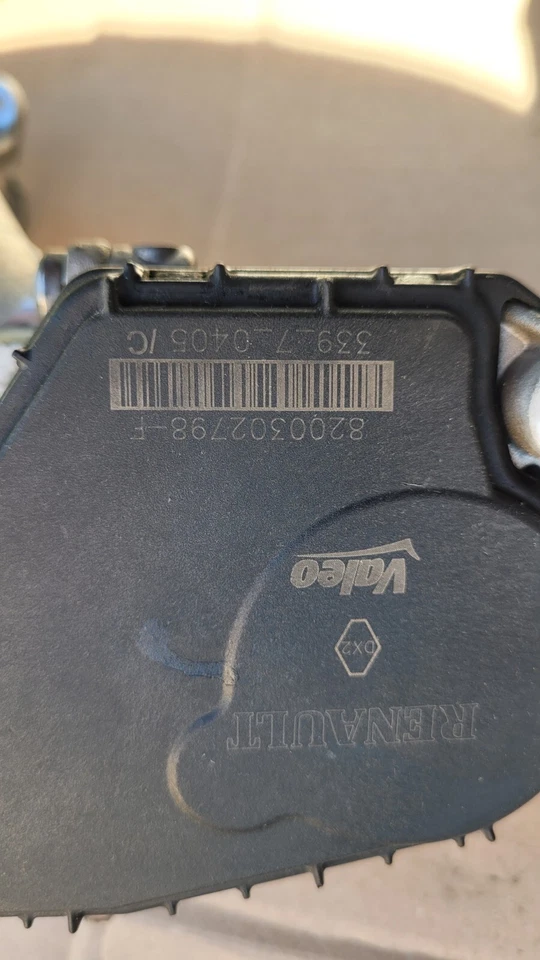 RENAULT
DX2
Valeo
8200302798--F
339_7_0405 /C